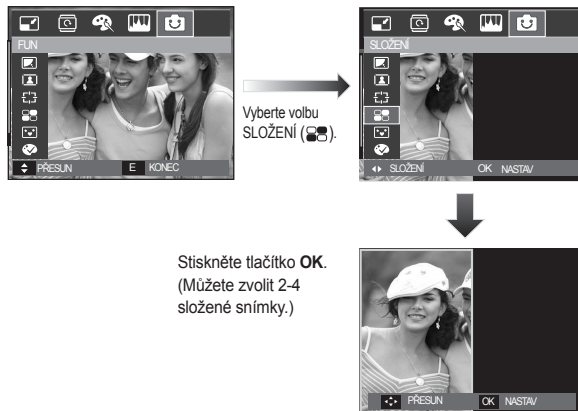 FUN
PŘESUN E KONEC
Vyberte volbu
SLOŽENÍ ( ).
SLOŽENÍ
SLOŽENÍ OK NASTAV
Stiskněte tlačítko OK.
(Můžete zvolit 2-4
složené snímky.)
PŘESUN OK NASTAV